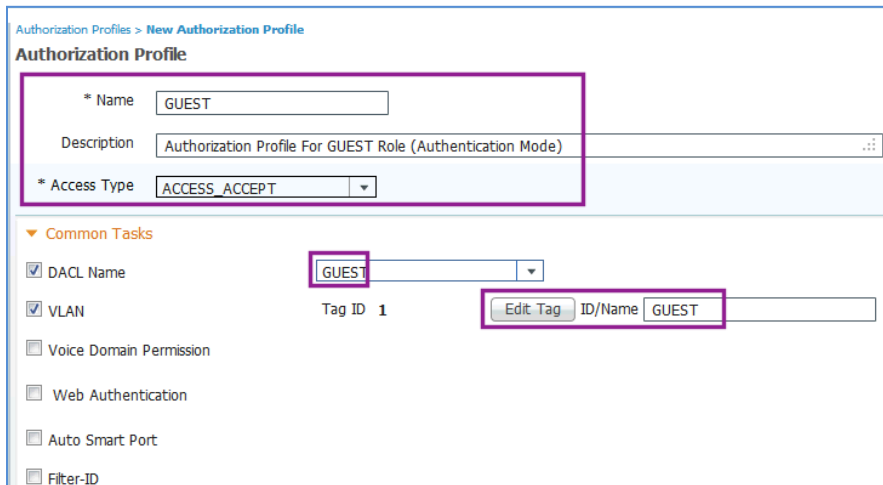 Authorization Profiles > New Authorization Profile
Authorization Profile
* Name GUEST
Description Authorization Profile For GUEST Role (Authentication Mode)
* Access Type ACCESS_ACCEPT
Common Tasks
DACL Name GUEST
VLAN Tag ID 1 Edit Tag ID/Name GUEST
Voice Domain Permission
Web Authentication
Auto Smart Port
Filter-ID